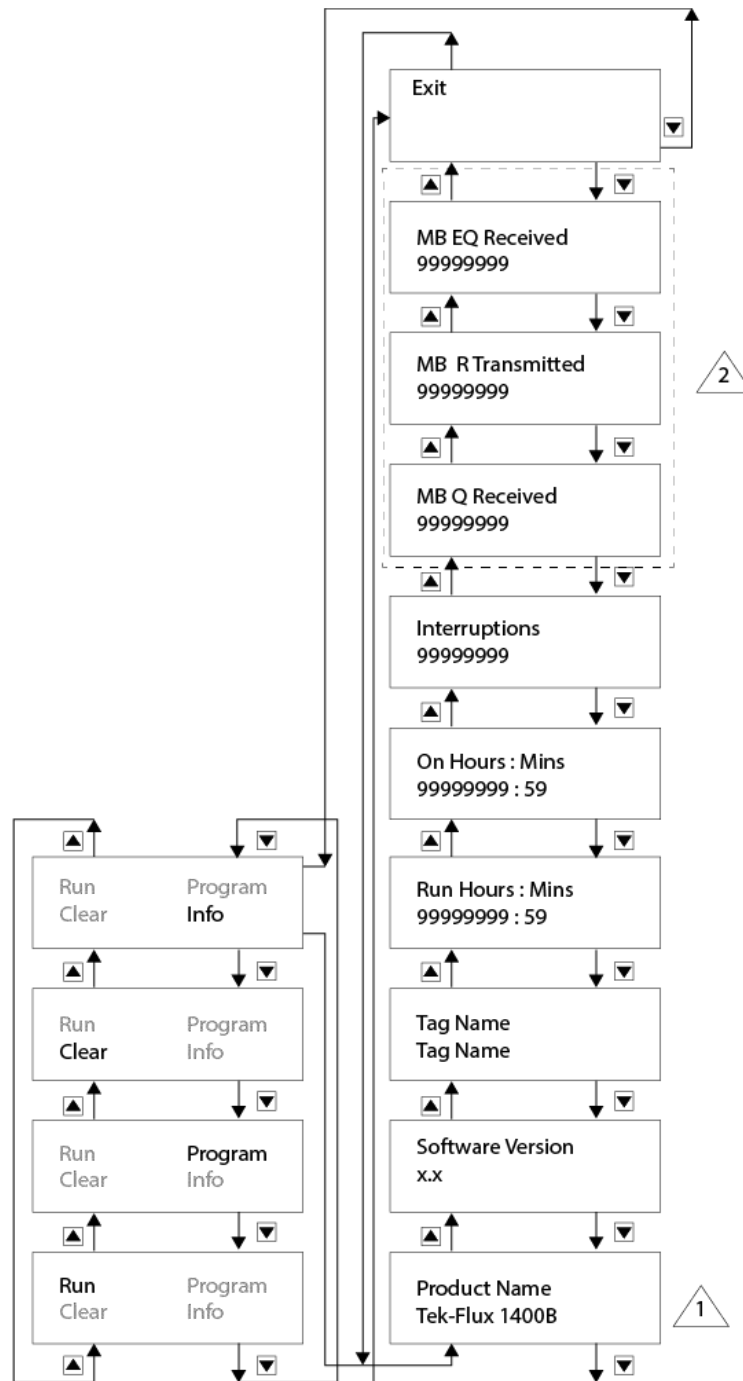 Exit
MB EQ Received
99999999
MB R Transmitted
99999999
2
MB Q Received
99999999
Interruptions
99999999
On Hours : Mins
99999999 : 59
Run Program
Clear Info
Run Hours : Mins
99999999 : 59
Run Program
Clear Info
Tag Name
Tag Name
Run Program
Clear Info
Software Version
x.x
Run Program
Clear Info
Product Name
Tek-Flux 1400B
1